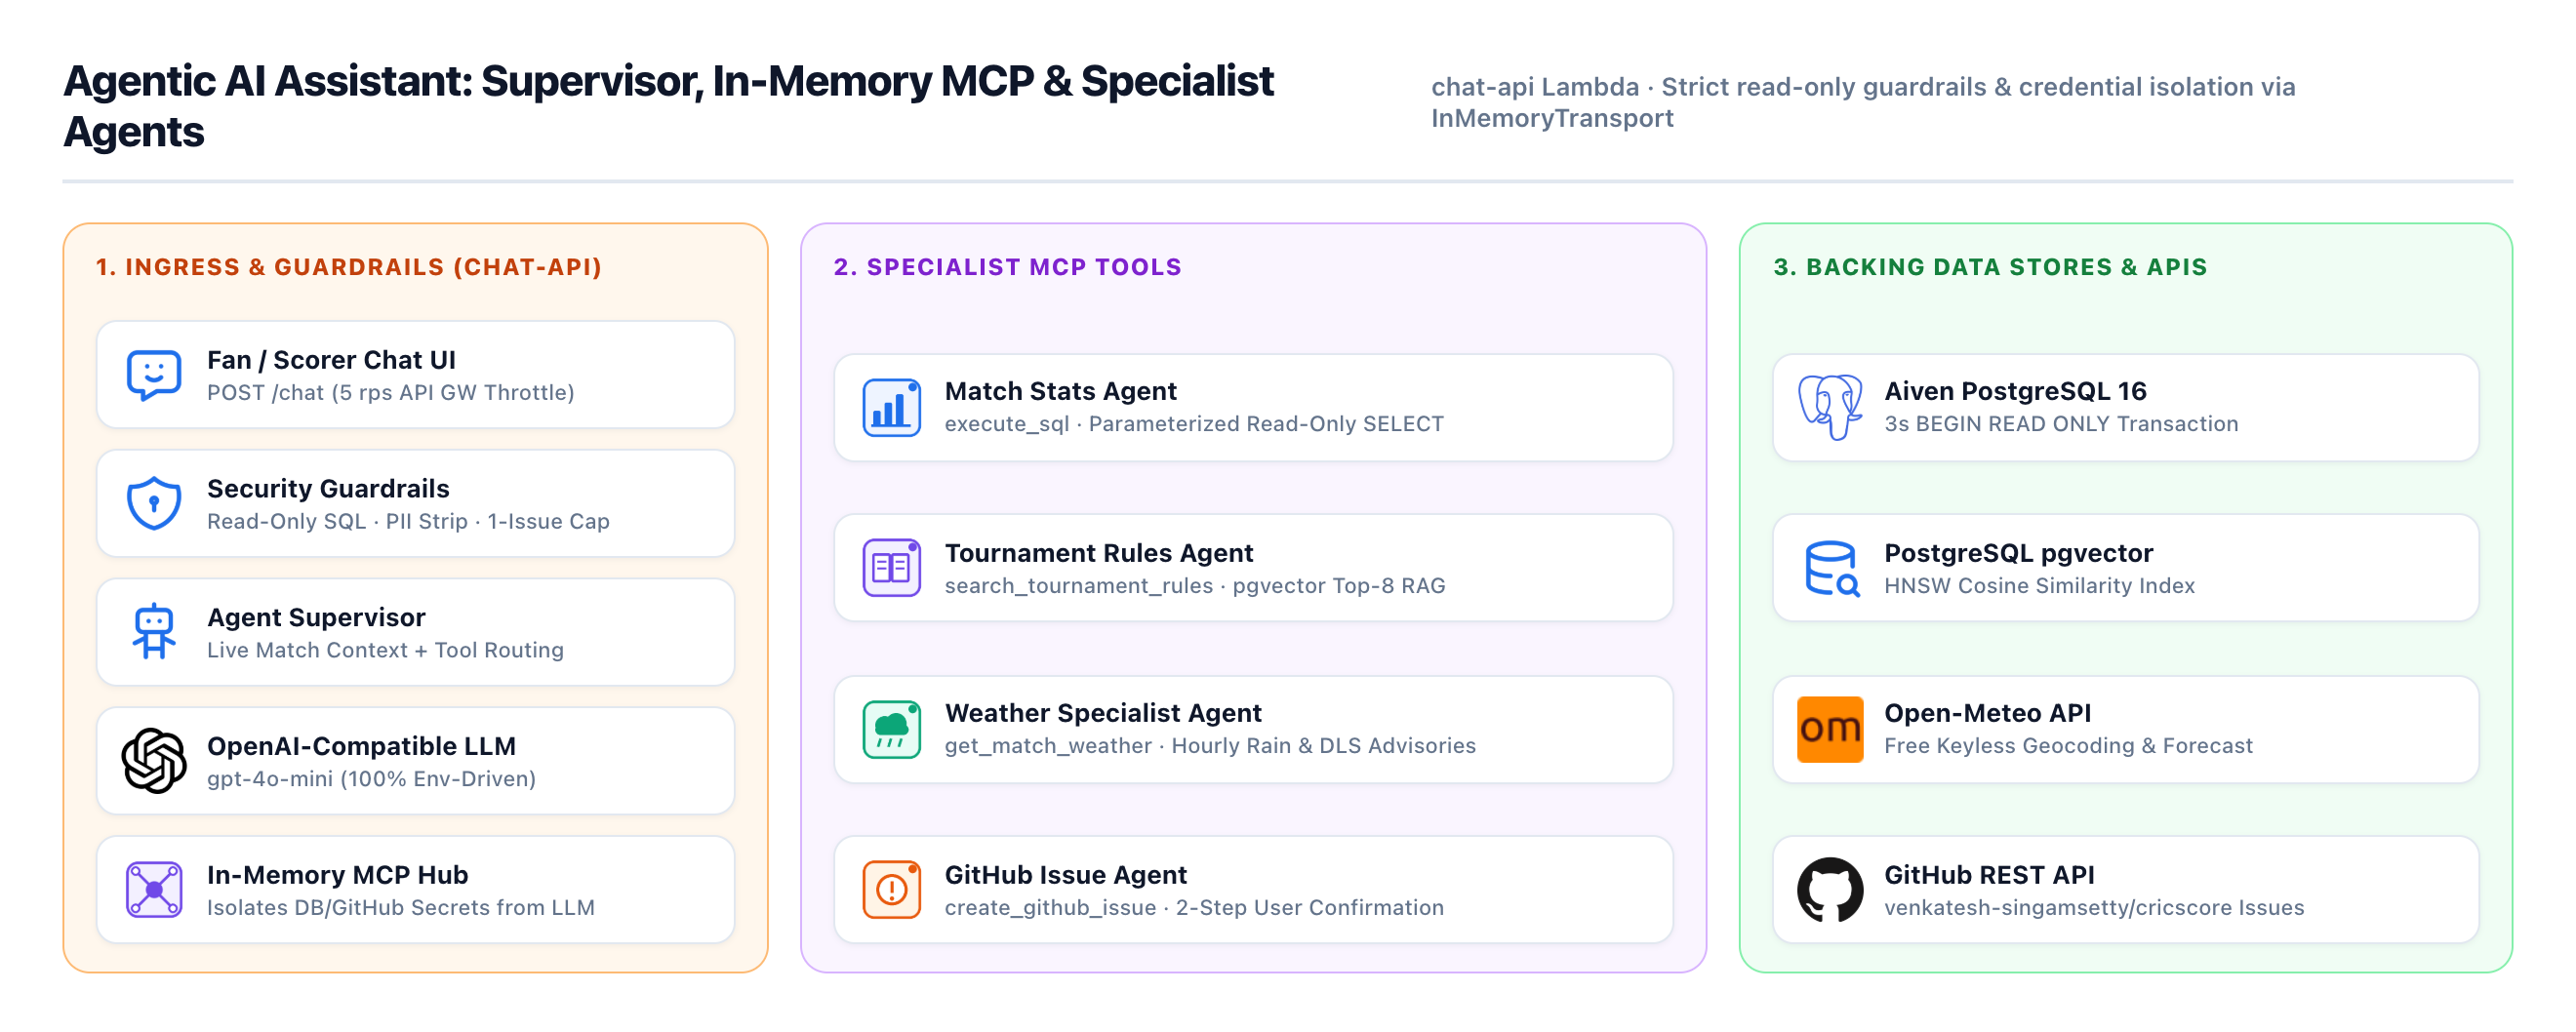 Agentic AI Assistant: Supervisor, In-Memory MCP & Specialist
Agents
chat-api Lambda · Strict read-only guardrails & credential isolation via
InMemoryTransport
1. INGRESS & GUARDRAILS (CHAT-API)
Fan / Scorer Chat UI
POST /chat (5 rps API GW Throttle)
Security Guardrails
Read-Only SQL · PII Strip · 1-Issue Cap
Agent Supervisor
Live Match Context + Tool Routing
OpenAI-Compatible LLM
gpt-4o-mini (100% Env-Driven)
In-Memory MCP Hub
Isolates DB/GitHub Secrets from LLM
2. SPECIALIST MCP TOOLS
Match Stats Agent
execute_sql · Parameterized Read-Only SELECT
Tournament Rules Agent
search_tournament_rules · pgvector Top-8 RAG
Weather Specialist Agent
get_match_weather · Hourly Rain & DLS Advisories
GitHub Issue Agent
create_github_issue · 2-Step User Confirmation
3. BACKING DATA STORES & APIS
Aiven PostgreSQL 16
3s BEGIN READ ONLY Transaction
PostgreSQL pgvector
HNSW Cosine Similarity Index
om
Open-Meteo API
Free Keyless Geocoding & Forecast
GitHub REST API
venkatesh-singamsetty/cricscore Issues